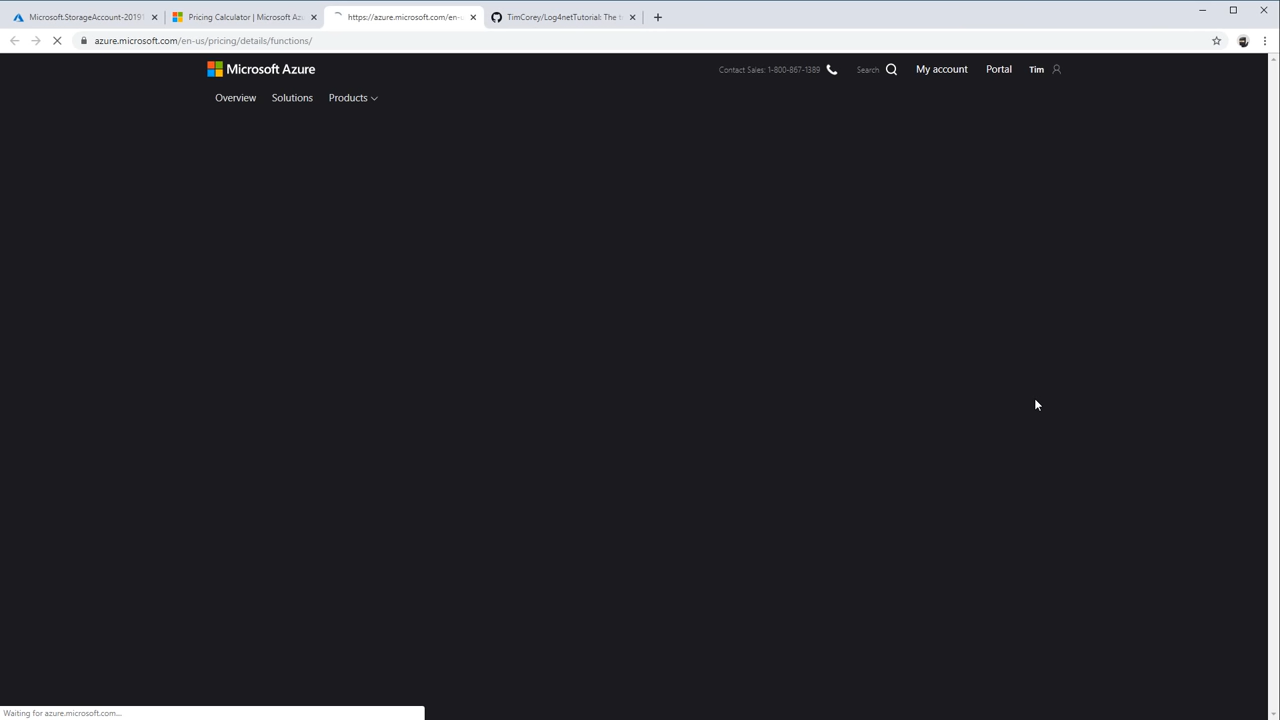 Microsoft.StorageAccount-20191
Pricing Calculator | Microsoft Az
https://azure.microsoft.com/en-
TimCorey/Log4netTutorial: The
azure.microsoft.com/en-us/pricing/details/functions/
Microsoft Azure
Contact Sales: 1-800-867-1389
Search
My account
Portal
Tim
Overview
Solutions
Products
Waiting for azure.microsoft.com...